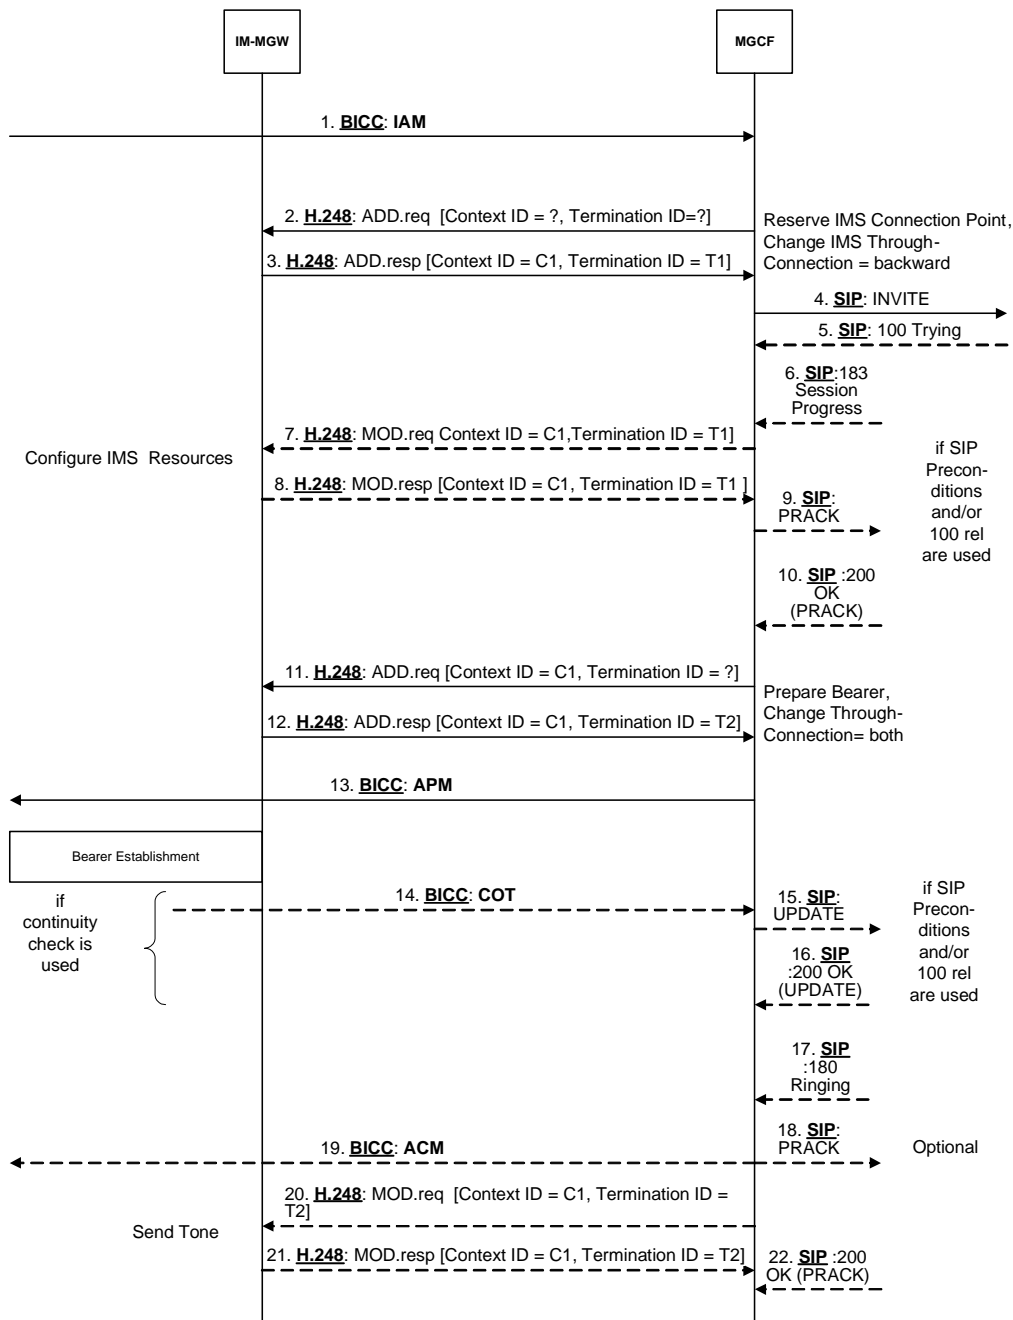 IM-MGW
MGCF
1. BICC: IAM
2. H.248: ADD.req [Context ID = ?, Termination ID=?]
Reserve IMS Connection Point,
Change IMS Through-
Connection = backward
3. H.248: ADD.resp [Context ID = C1, Termination ID = T1]
4. SIP: INVITE
5. SIP: 100 Trying
6. SIP:183
Session
Progress
7. H.248: MOD.req Context ID = C1,Termination ID = T1]
Configure IMS Resources
if SIP
Precon-
ditions
and/or
100 rel
are used
8. H.248: MOD.resp [Context ID = C1, Termination ID = T1 ]
9. SIP:
PRACK
10. SIP :200
OK
(PRACK)
11. H.248: ADD.req [Context ID = C1, Termination ID = ?]
Prepare Bearer,
Change Through-
Connection= both
12. H.248: ADD.resp [Context ID = C1, Termination ID = T2]
13. BICC: APM
Bearer Establishment
if
continuity
check is
used
14. BICC: COT
15. SIP:
UPDATE
if SIP
Precon-
ditions
and/or
100 rel
are used
16. SIP
:200 OK
(UPDATE)
17. SIP
:180
Ringing
18. SIP:
PRACK
Optional
19. BICC: ACM
20. H.248: MOD.req [Context ID = C1, Termination ID =
T2]
Send Tone
21. H.248: MOD.resp [Context ID = C1, Termination ID = T2]
22. SIP :200
OK (PRACK)